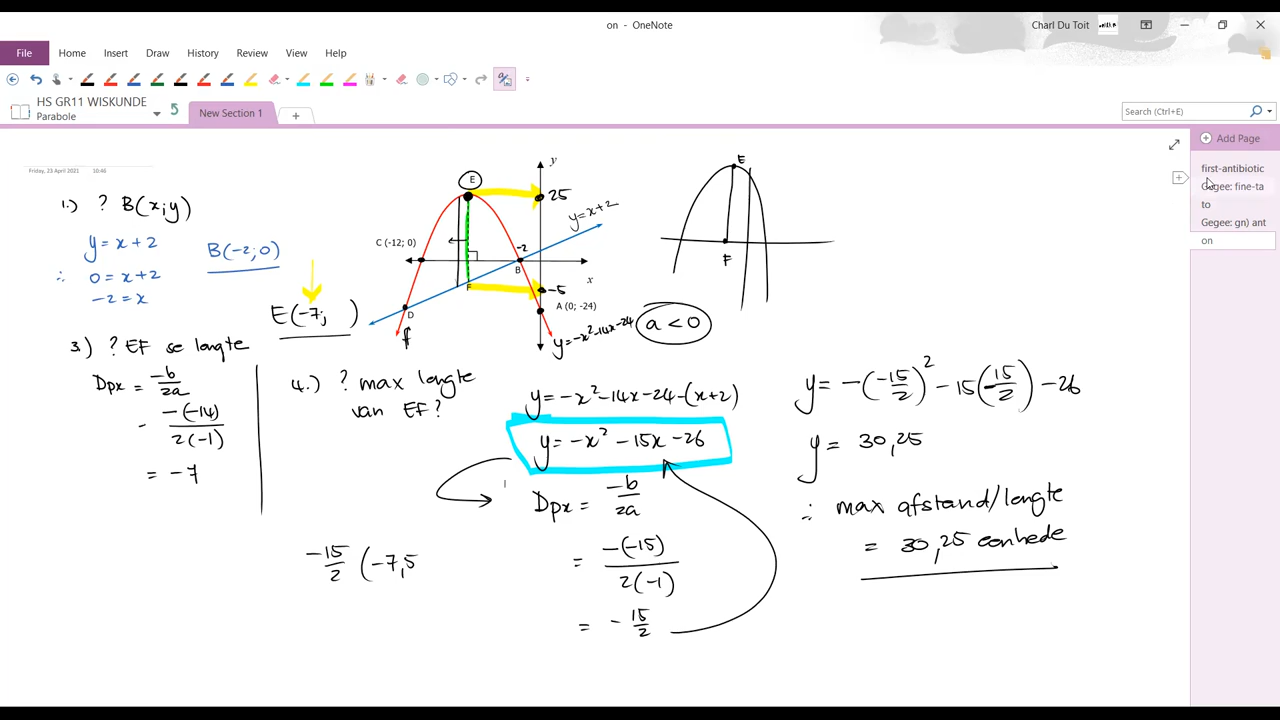 on - OneNote
Charl Du Toit
File Home Insert Draw History Review View Help
HS GR11 WISKUNDE
Parabole
New Section 1
Search (Ctrl+E)
Add Page
first-antibiotic
Gegee: fine-ta
to
Gegee: gn) ant
on
Friday, 23 April 2021 10:46
1.) ? B(x;y)
y = x + 2
∴ 0 = x + 2
-2 = x
B(-2;0)
E(-7; )
y
E
25
y = x+2
C (-12; 0)
-2
B
x
F
-5
A (0; -24)
D
f
y = -x² - 14x - 24
E
F
a < 0
3.) ? EF se lengte
Dpx = -b/2a
= -(-14)/2(-1)
= -7
4.) ? max lengte
van EF?
-15/2 (-7,5
y = -x² - 14x - 24 - (x+2)
y = -x² - 15x - 26
Dpx = -b/2a
= -(-15)/2(-1)
= -15/2
y = -(-15/2)² - 15(-15/2) - 26
y = 30,25
∴ max afstand/lengte
= 30,25 eenhede